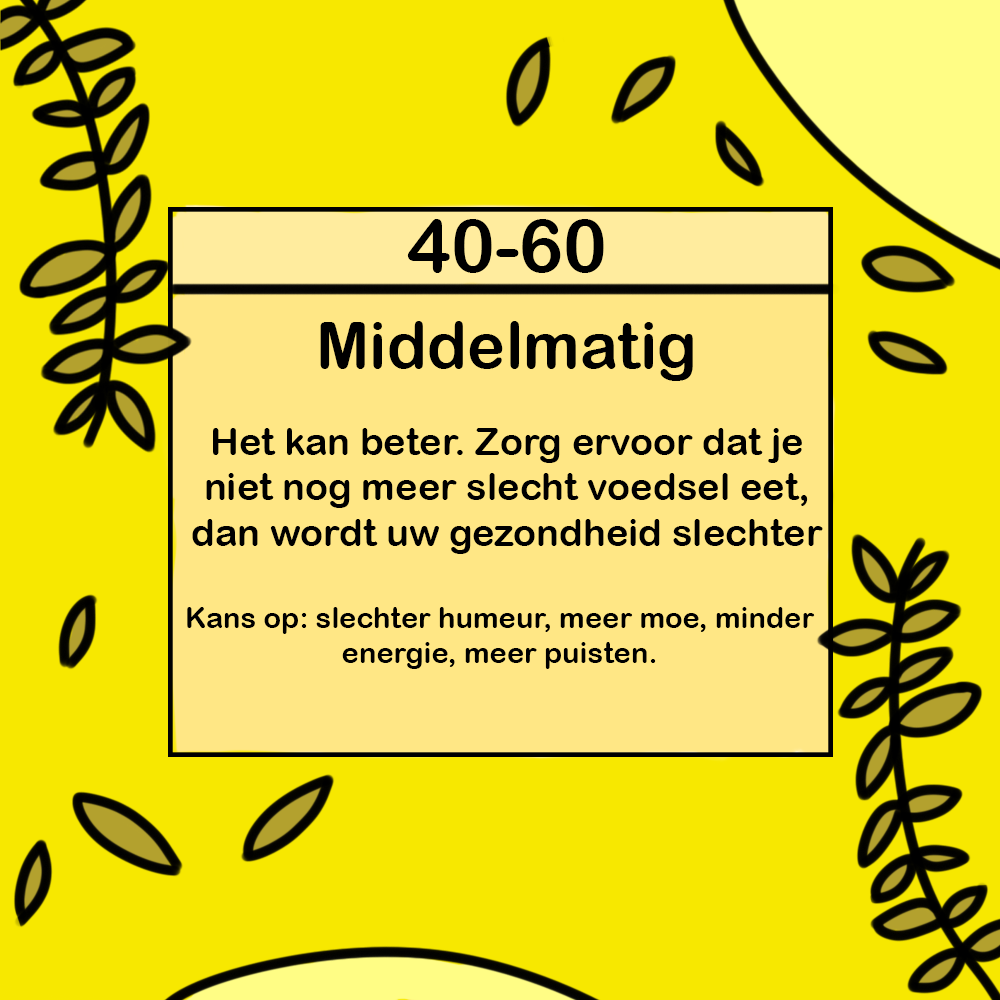 40-60
Middelmatig
Het kan beter. Zorg ervoor dat je
niet nog meer slecht voedsel eet,
dan wordt uw gezondheid slechter
Kans op: slechter humeur, meer moe, minder
energie, meer puisten.